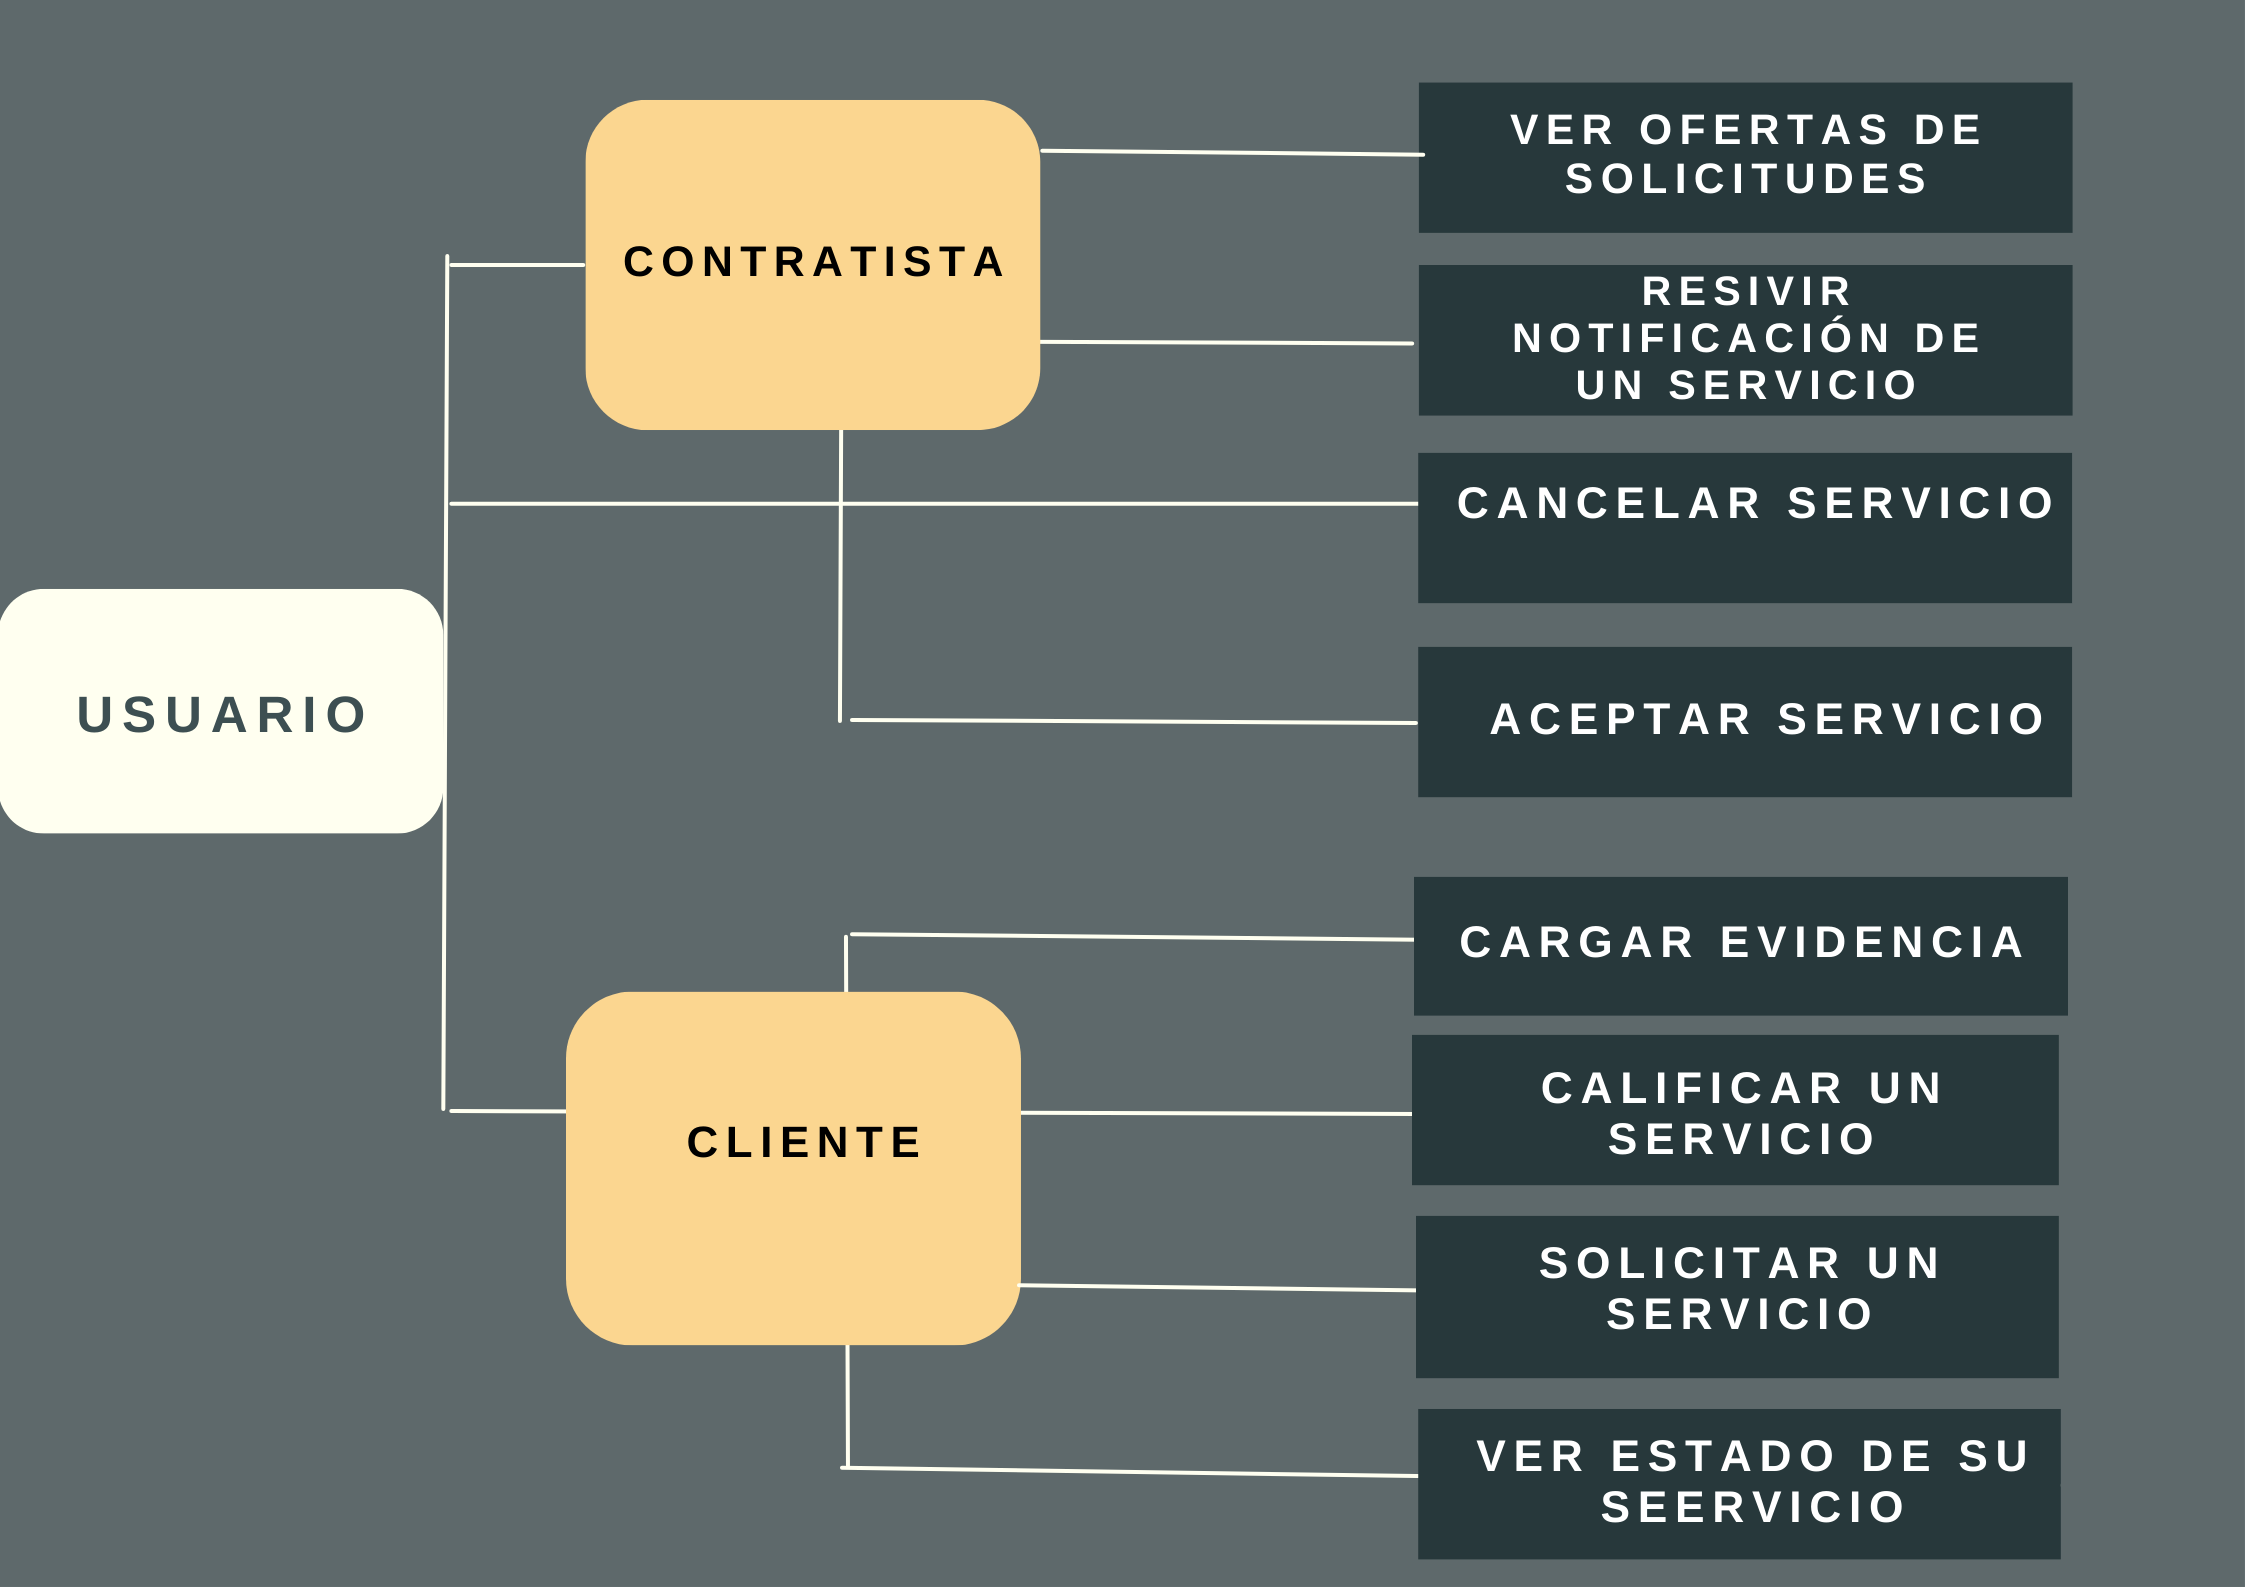 VER OFERTAS DE
SOLICITUDES
CONTRATISTA
RESIVIR
NOTIFICACIÓN DE
UN SERVICIO
CANCELAR SERVICIO
USUARIO
ACEPTAR SERVICIO
CARGAR EVIDENCIA
CALIFICAR UN
SERVICIO
CLIENTE
SOLICITAR UN
SERVICIO
VER ESTADO DE SU
SEERVICIO